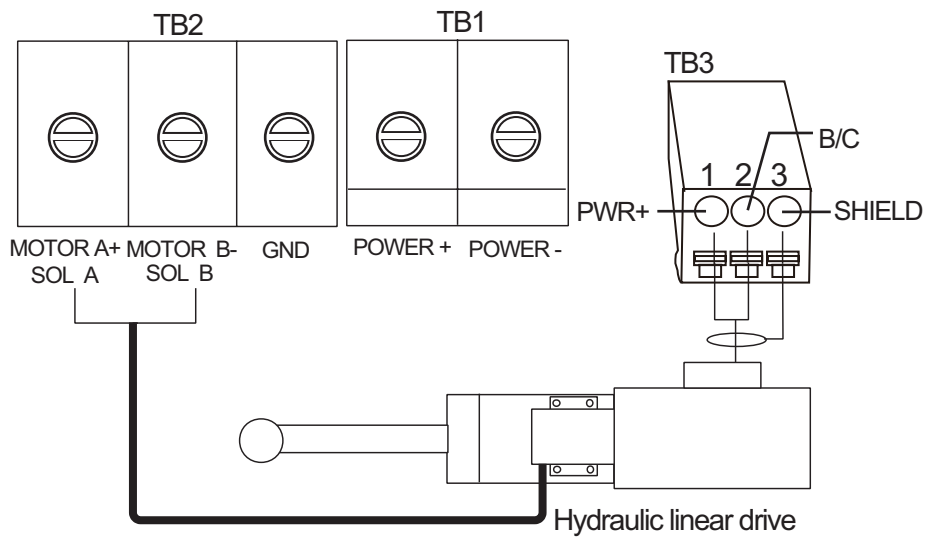 TB2
TB1
TB3
B/C
1 2 3
PWR+
SHIELD
MOTOR A+ MOTOR B- GND
SOL A SOL B
POWER + POWER -
Hydraulic linear drive